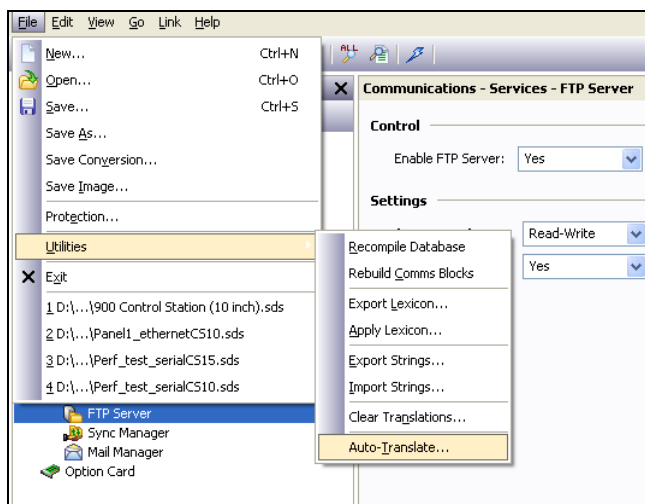 File Edit View Go Link Help
New... Ctrl+N
Open... Ctrl+O
Save... Ctrl+S
Save As...
Save Conversion...
Save Image...
Protection...
Utilities
Exit
1 D:\...\900 Control Station (10 inch).sds
2 D:\...\Panel1_ethernetCS10.sds
3 D:\...\Perf_test_serialCS15.sds
4 D:\...\Perf_test_serialCS10.sds
FTP Server
Sync Manager
Mail Manager
Option Card
ALL
Communications - Services - FTP Server
Control
Enable FTP Server: Yes
Settings
Read-Write
Yes
Recompile Database
Rebuild Comms Blocks
Export Lexicon...
Apply Lexicon...
Export Strings...
Import Strings...
Clear Translations...
Auto-Translate...